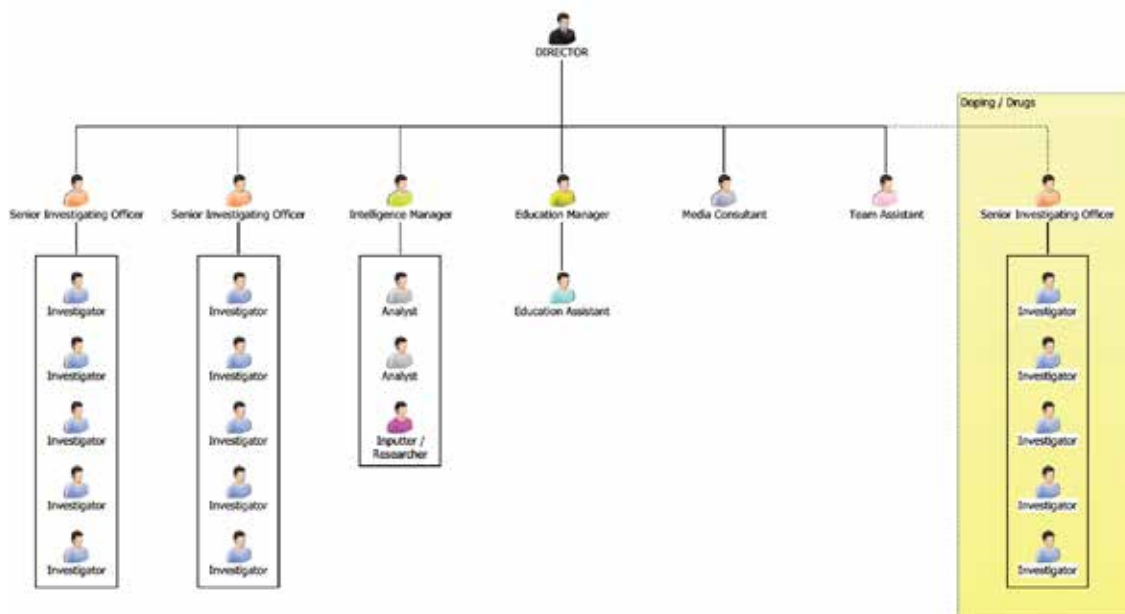 DIRECTOR
Doping / Drugs
Senior Investigating Officer
Senior Investigating Officer
Intelligence Manager
Education Manager
Media Consultant
Team Assistant
Senior Investigating Officer
Investigator
Investigator
Analyst
Education Assistant
Investigator
Investigator
Investigator
Analyst
Investigator
Investigator
Investigator
Inputter /
Researcher
Investigator
Investigator
Investigator
Investigator
Investigator
Investigator
Investigator